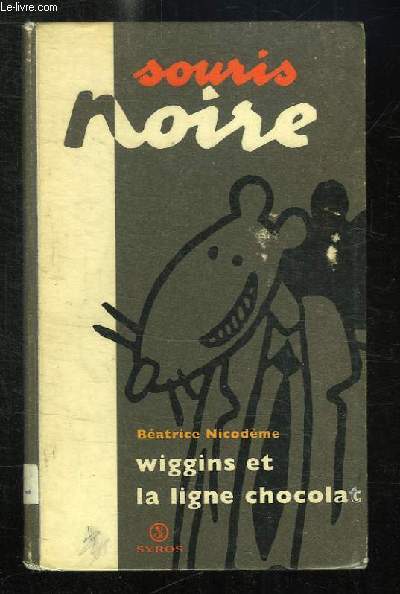 Le-livre.com
souris
noire
Béatrice Nicodème
wiggins et
la ligne chocolat
SYROS